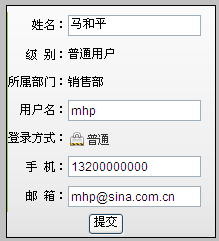 姓名：马和平
级 别：普通用户
所属部门：销售部
用户名：mhp
登录方式：普通
手 机：13200000000
邮 箱：mhp@sina.com.cn
提交